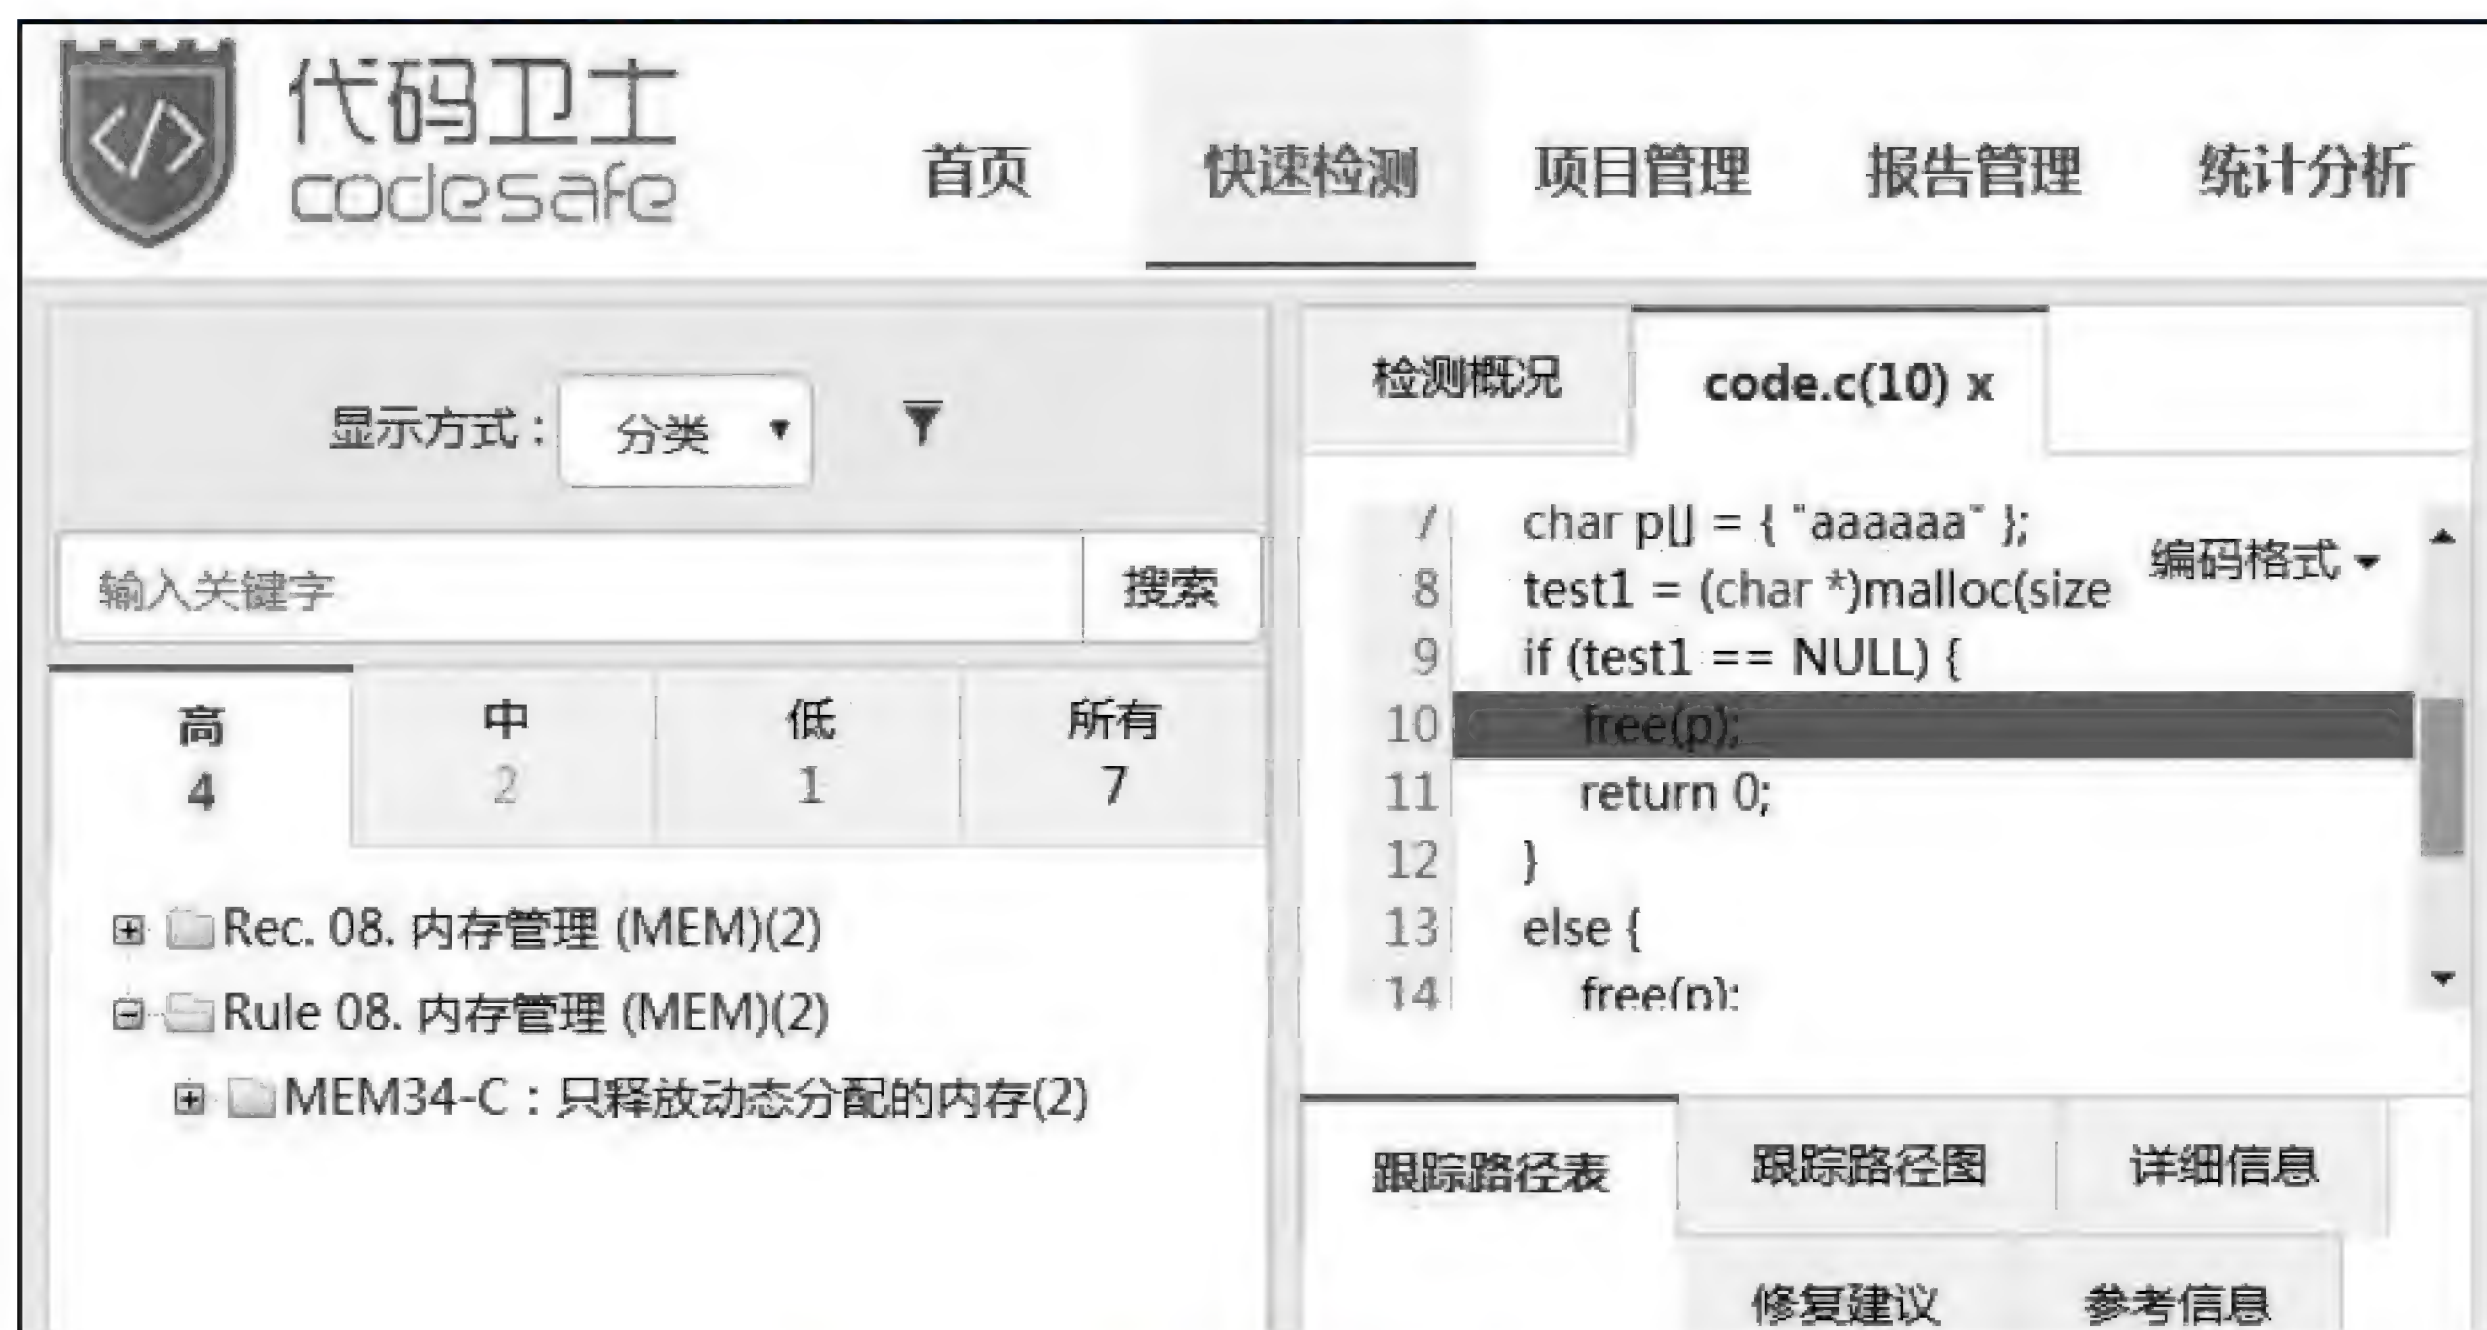 代码卫士
codesafe
首页 快速检测 项目管理 报告管理 统计分析
显示方式： 分类
输入关键字 搜索
高 中 低 所有
4 2 1 7
Rec. 08. 内存管理 (MEM)(2)
Rule 08. 内存管理 (MEM)(2)
MEM34-C：只释放动态分配的内存(2)
检测概况 code.c(10) x
编码格式
7 char p[] = { "aaaaaa" };
8 test1 = (char *)malloc(size
9 if (test1 == NULL) {
10 free(p);
11 return 0;
12 }
13 else {
14 free(p);
跟踪路径表 跟踪路径图 详细信息
修复建议 参考信息